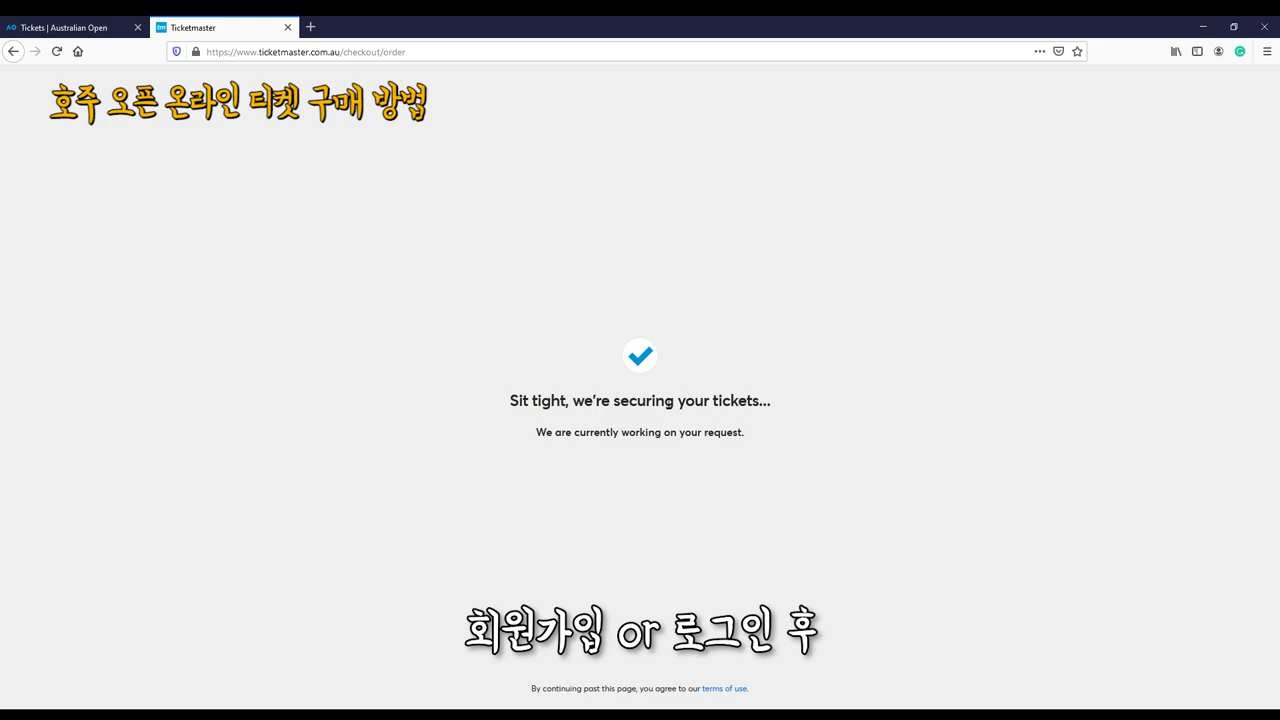 Tickets | Australian Open
tm Ticketmaster
https://www.ticketmaster.com.au/checkout/order
호주 오픈 온라인 티켓 구매 방법
Sit tight, we're securing your tickets...
We are currently working on your request.
회원가입 or 로그인 후
By continuing past this page, you agree to our terms of use.